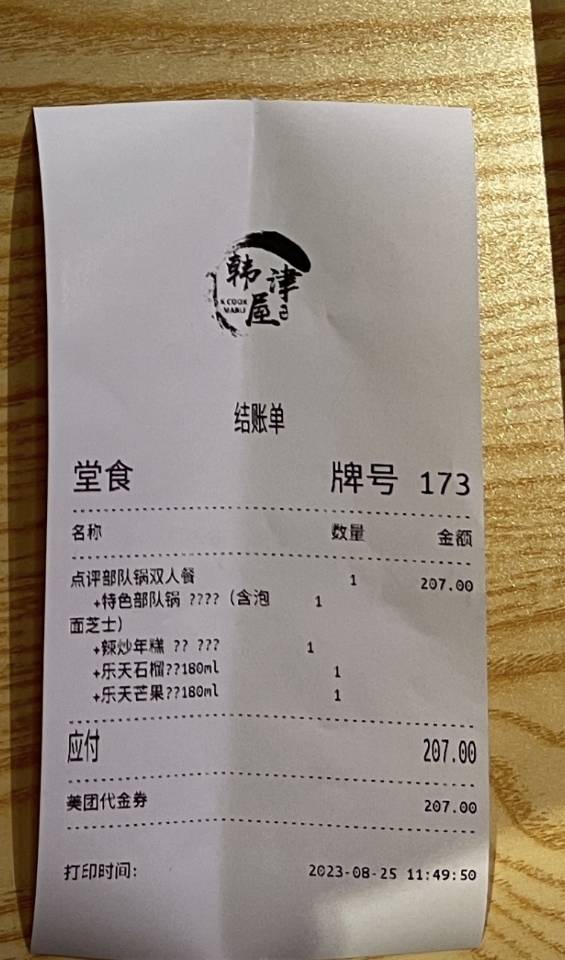 韩津
屋
K COOK
MARU
结账单
堂食 牌号 173
名称 数量 金额
点评部队锅双人餐 1 207.00
+特色部队锅 ???? (含泡 1
面芝士)
+辣炒年糕 ?? ??? 1
+乐天石榴??180ml 1
+乐天芒果??180ml 1
应付 207.00
美团代金券 207.00
打印时间: 2023-08-25 11:49:50